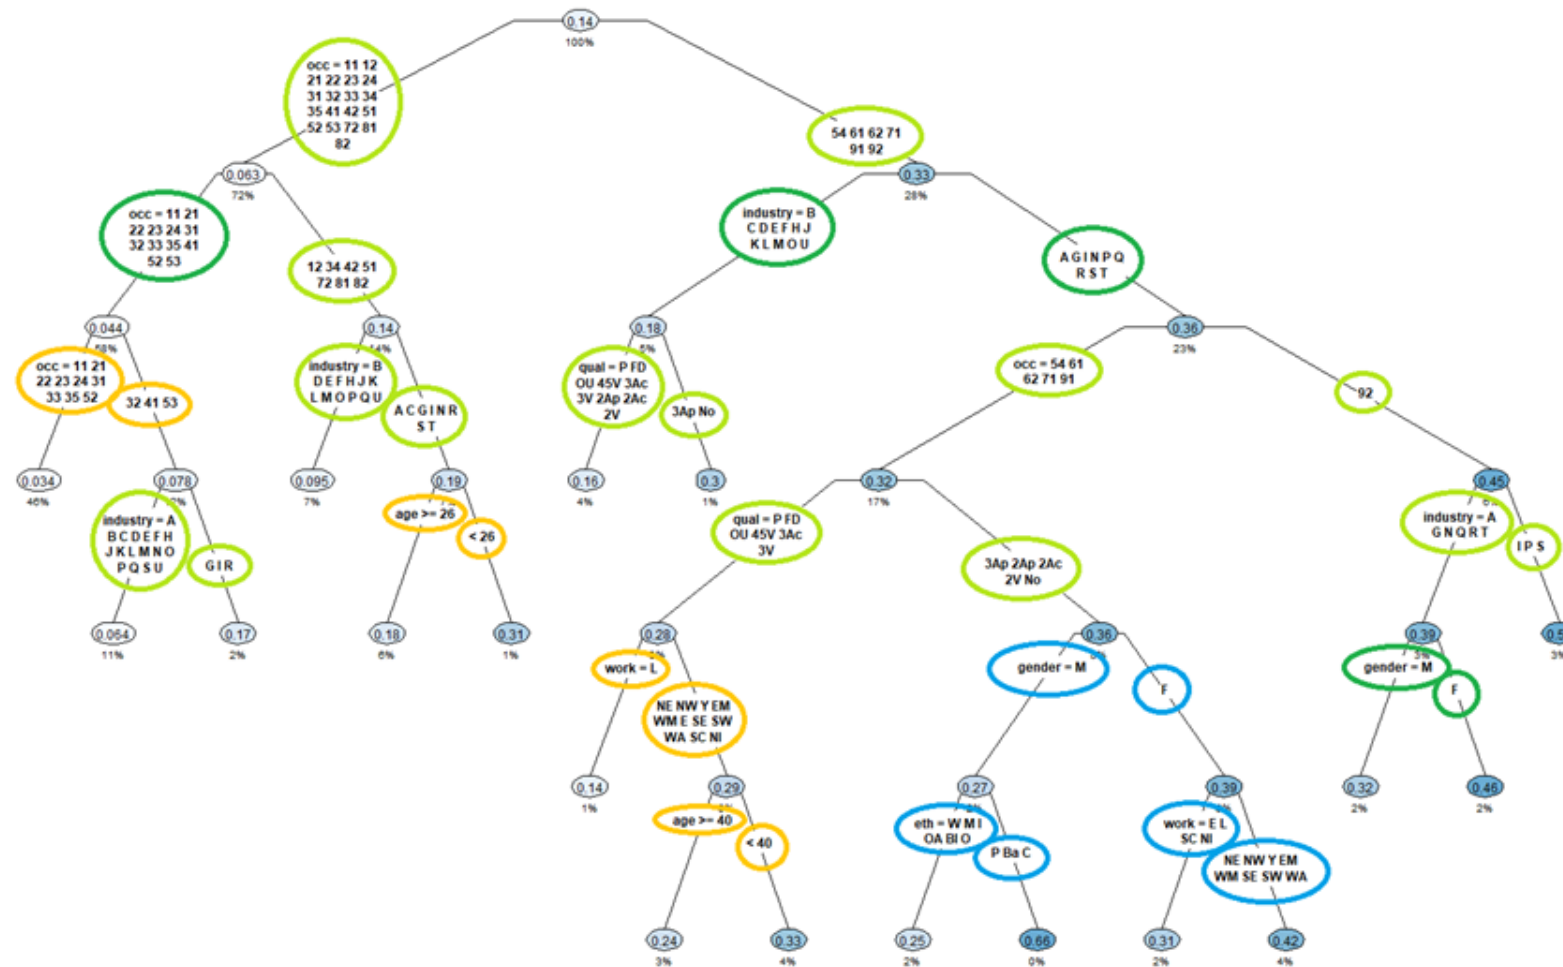 0.14
100%
occ = 11 12
21 22 23 24
31 32 33 34
35 41 42 51
52 53 72 81
82
54 61 62 71
91 92
0.063
72%
0.33
28%
occ = 11 21
22 23 24 31
32 33 35 41
52 53
12 34 42 51
72 81 82
industry = B
C D E F H J
K L M O U
A G I N P Q
R S T
0.044
58%
0.14
14%
0.18
5%
0.36
23%
occ = 11 21
22 23 24 31
33 35 52
32 41 53
industry = B
D E F H J K
L M O P Q U
A C G I N R
S T
qual = P FD
OU 45V 3Ac
3V 2Ap 2Ac
2V
3Ap No
occ = 54 61
62 71 91
92
0.034
46%
0.078
0.095
7%
0.19
0.16
4%
0.3
1%
0.32
17%
0.45
6%
industry = A
B C D E F H
J K L M N O
P Q S U
G I R
age >= 26
< 26
qual = P FD
OU 45V 3Ac
3V
3Ap 2Ap 2Ac
2V No
industry = A
G N Q R T
I P S
0.064
11%
0.17
2%
0.18
6%
0.31
1%
0.28
0.36
0.39
3%
3%
work = L
NE NW Y EM
WM E SE SW
WA SC NI
gender = M
F
gender = M
F
0.14
1%
0.29
0.27
0.39
0.32
2%
0.46
2%
age >= 40
< 40
eth = W M I
OA BI O
P Ba C
work = E L
SC NI
NE NW Y EM
WM SE SW WA
0.24
3%
0.33
4%
0.25
2%
0.66
0%
0.31
2%
0.42
4%